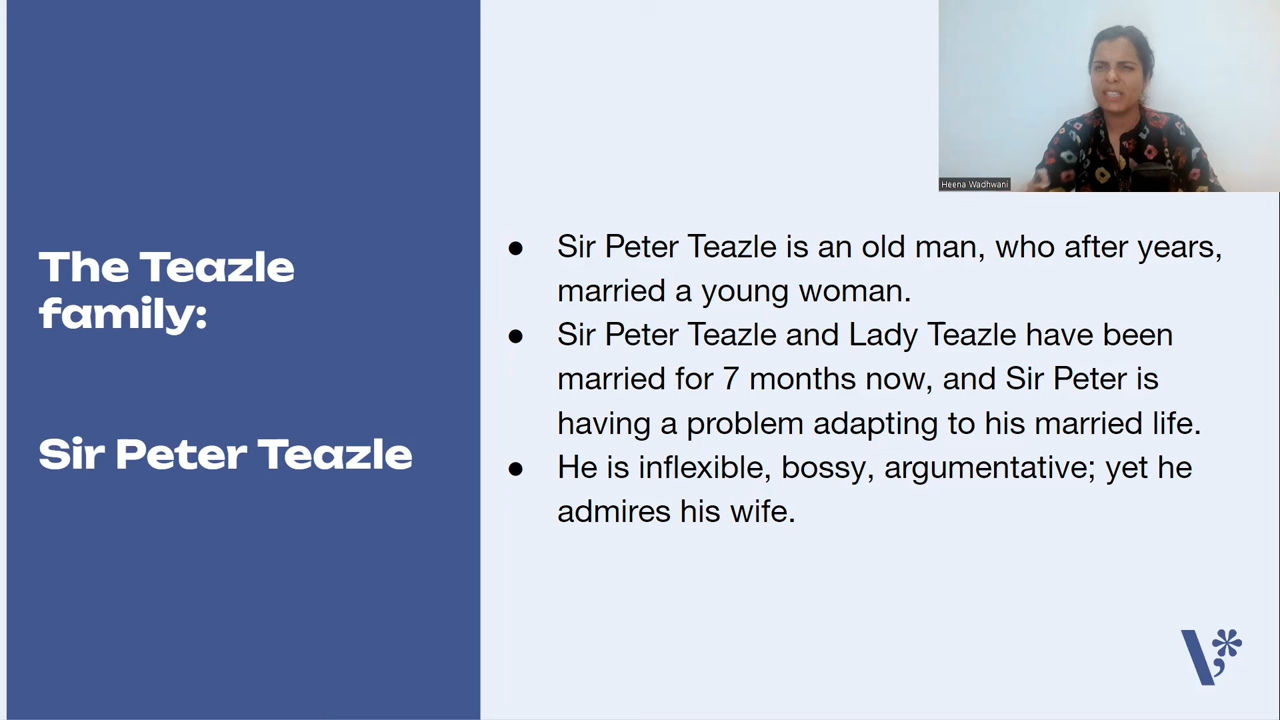 The Teazle
family:
Sir Peter Teazle
Heena Wadhwani
● Sir Peter Teazle is an old man, who after years,
married a young woman.
● Sir Peter Teazle and Lady Teazle have been
married for 7 months now, and Sir Peter is
having a problem adapting to his married life.
● He is inflexible, bossy, argumentative; yet he
admires his wife.